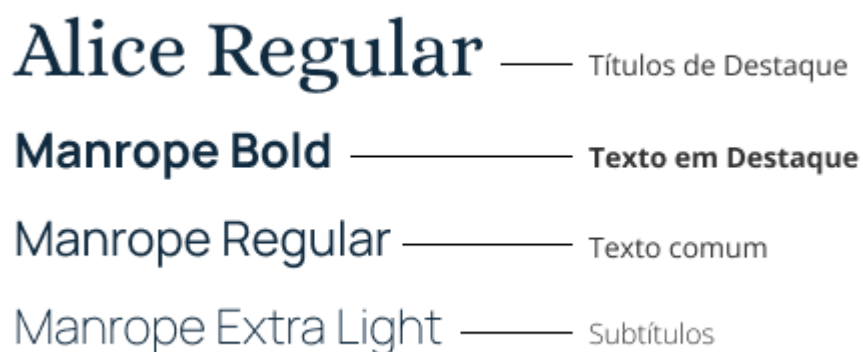 Alice Regular Títulos de Destaque
Manrope Bold Texto em Destaque
Manrope Regular Texto comum
Manrope Extra Light Subtítulos